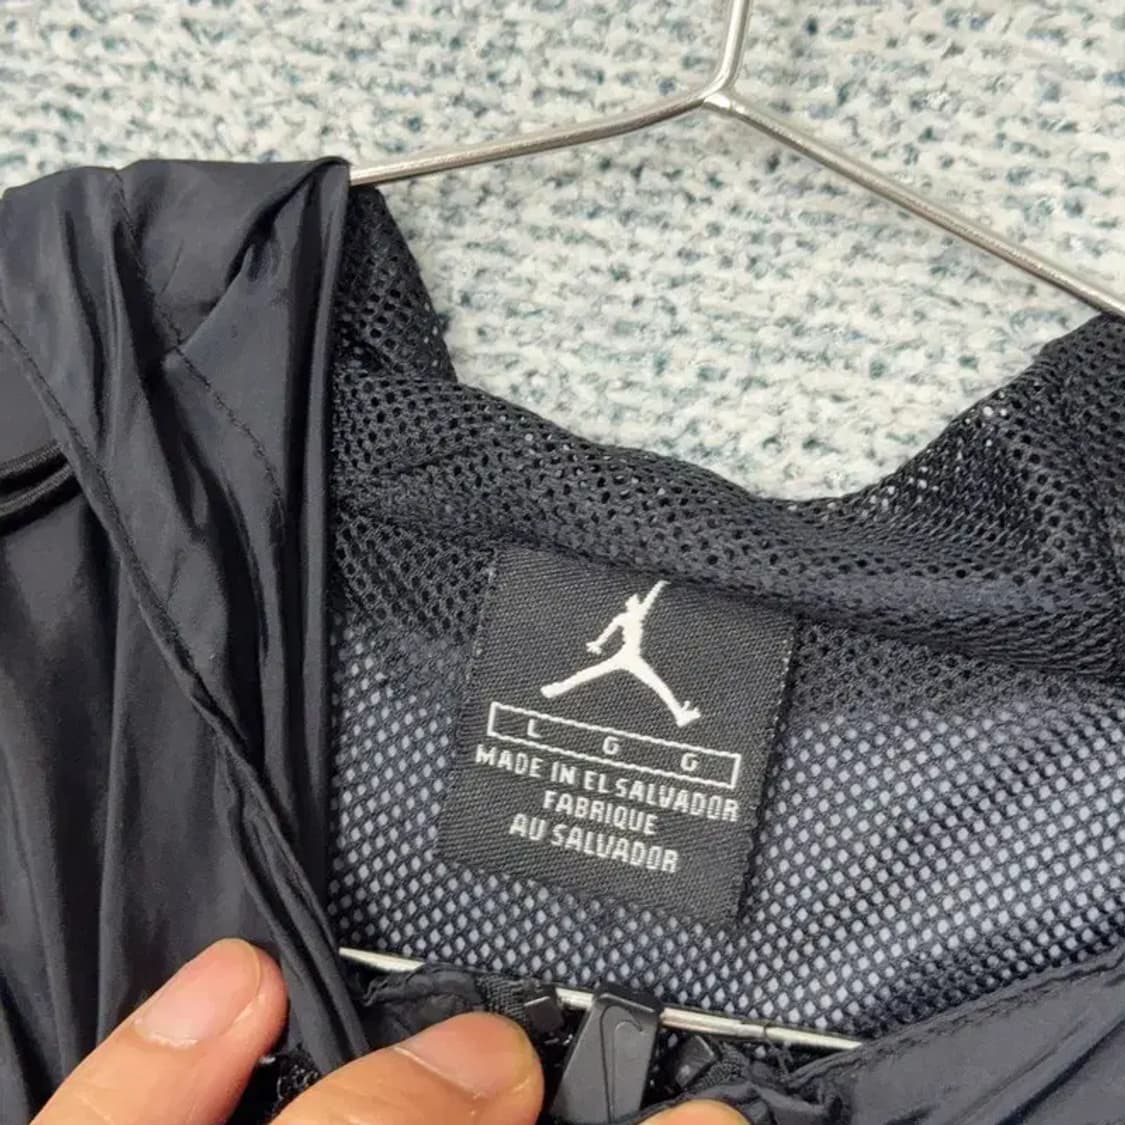 L G G
MADE IN EL SALVADOR
FABRIQUE
AU SALVADOR